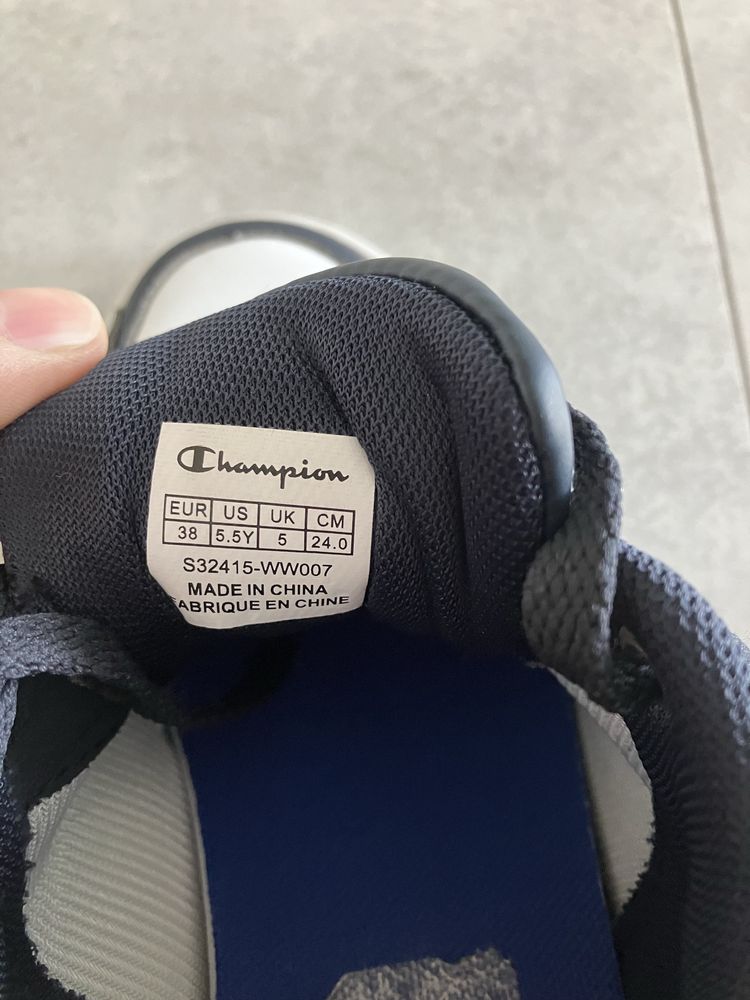 Champion
EUR US UK CM
38 5.5Y 5 24.0
S32415-WW007
MADE IN CHINA
FABRIQUE EN CHINE